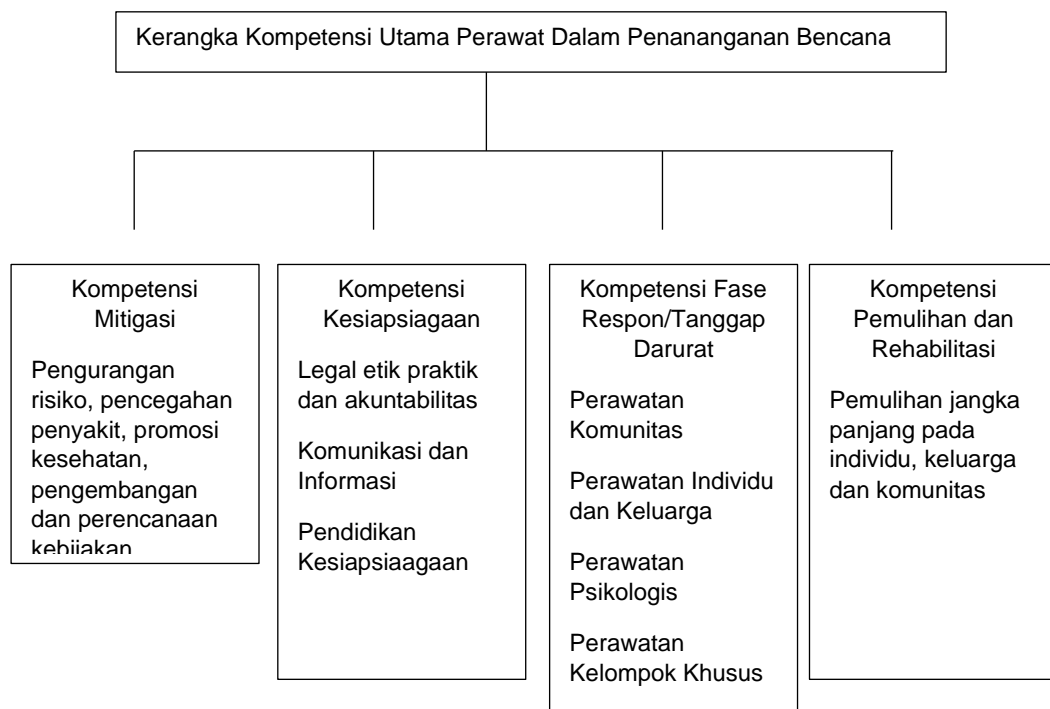 Kerangka Kompetensi Utama Perawat Dalam Penananganan Bencana
Kompetensi
Mitigasi
Pengurangan
risiko, pencegahan
penyakit, promosi
kesehatan,
pengembangan
dan perencanaan
kebijakan
Kompetensi
Kesiapsiagaan
Legal etik praktik
dan akuntabilitas
Komunikasi dan
Informasi
Pendidikan
Kesiapsiaagaan
Kompetensi Fase
Respon/Tanggap
Darurat
Perawatan
Komunitas
Perawatan Individu
dan Keluarga
Perawatan
Psikologis
Perawatan
Kelompok Khusus
Kompetensi
Pemulihan dan
Rehabilitasi
Pemulihan jangka
panjang pada
individu, keluarga
dan komunitas